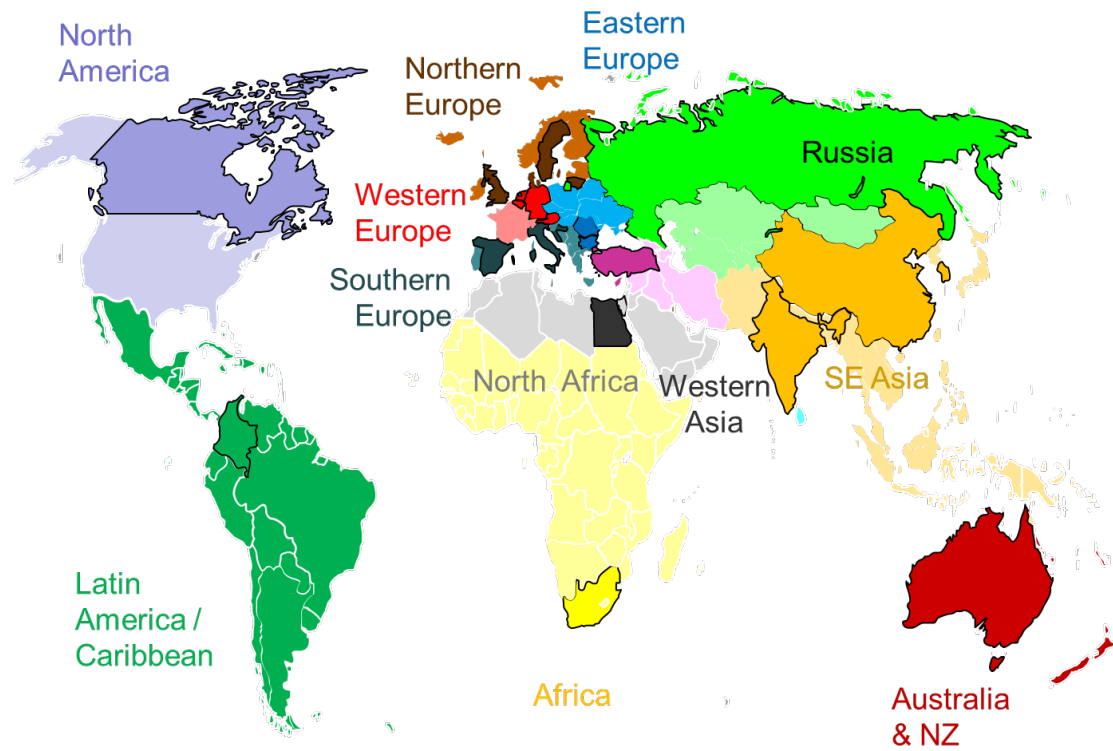 North
America
Northern
Europe
Eastern
Europe
Russia
Western
Europe
Southern
Europe
North Africa
Western
Asia
SE Asia
Latin
America /
Caribbean
Africa
Australia
& NZ